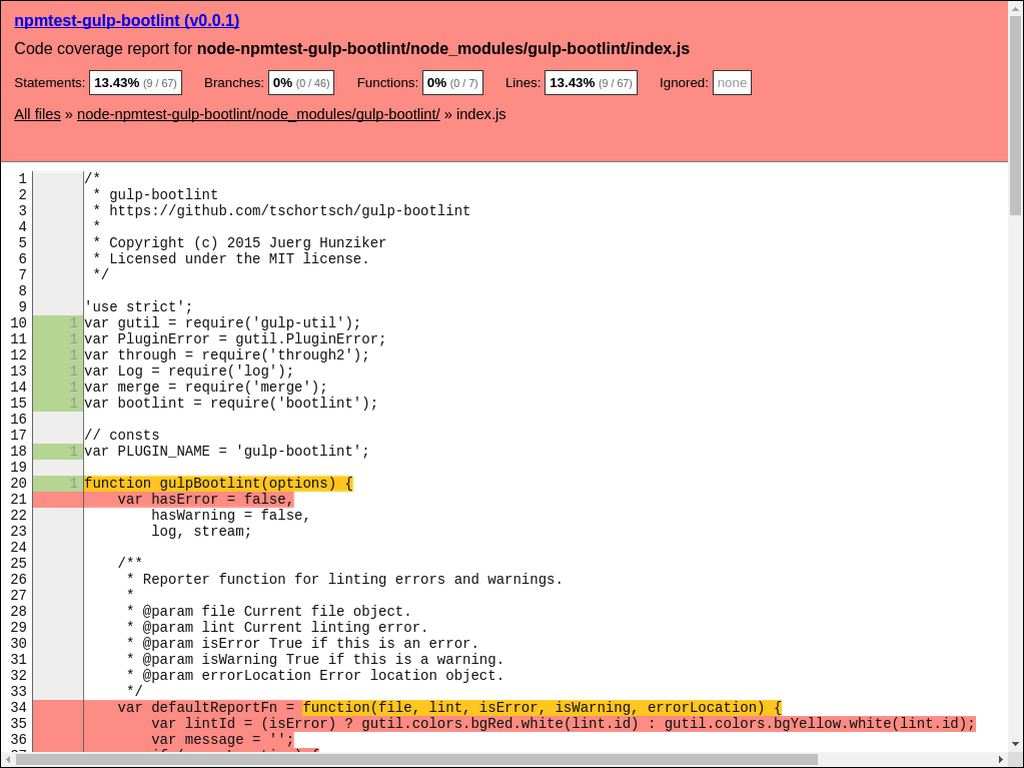 npmtest-gulp-bootlint (v0.0.1)
Code coverage report for node-npmtest-gulp-bootlint/node_modules/gulp-bootlint/index.js
Statements: 13.43% (9 / 67) Branches: 0% (0 / 46) Functions: 0% (0 / 7) Lines: 13.43% (9 / 67) Ignored: none
All files » node-npmtest-gulp-bootlint/node_modules/gulp-bootlint/ » index.js
1 /*
2  * gulp-bootlint
3  * https://github.com/tschortsch/gulp-bootlint
4  *
5  * Copyright (c) 2015 Juerg Hunziker
6  * Licensed under the MIT license.
7  */
8
9 'use strict';
10 1 var gutil = require('gulp-util');
11 1 var PluginError = gutil.PluginError;
12 1 var through = require('through2');
13 1 var Log = require('log');
14 1 var merge = require('merge');
15 1 var bootlint = require('bootlint');
16
17 // consts
18 1 var PLUGIN_NAME = 'gulp-bootlint';
19
20 1 function gulpBootlint(options) {
21     var hasError = false,
22         hasWarning = false,
23         log, stream;
24
25     /**
26      * Reporter function for linting errors and warnings.
27      *
28      * @param file Current file object.
29      * @param lint Current linting error.
30      * @param isError True if this is an error.
31      * @param isWarning True if this is a warning.
32      * @param errorLocation Error location object.
33      */
34     var defaultReportFn = function(file, lint, isError, isWarning, errorLocation) {
35         var lintId = (isError) ? gutil.colors.bgRed.white(lint.id) : gutil.colors.bgYellow.white(lint.id);
36         var message = '';